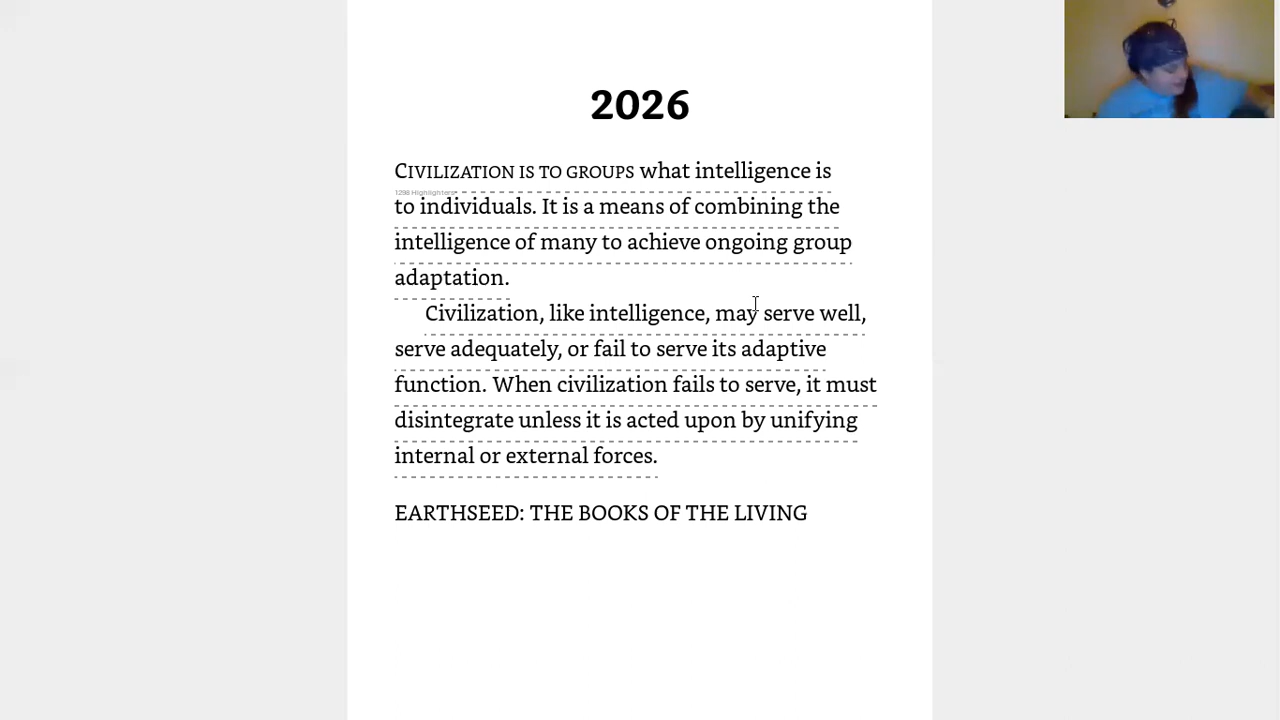 2026
CIVILIZATION IS TO GROUPS what intelligence is
1298 Highlighters
to individuals. It is a means of combining the
intelligence of many to achieve ongoing group
adaptation.
Civilization, like intelligence, may serve well,
serve adequately, or fail to serve its adaptive
function. When civilization fails to serve, it must
disintegrate unless it is acted upon by unifying
internal or external forces.
EARTHSEED: THE BOOKS OF THE LIVING